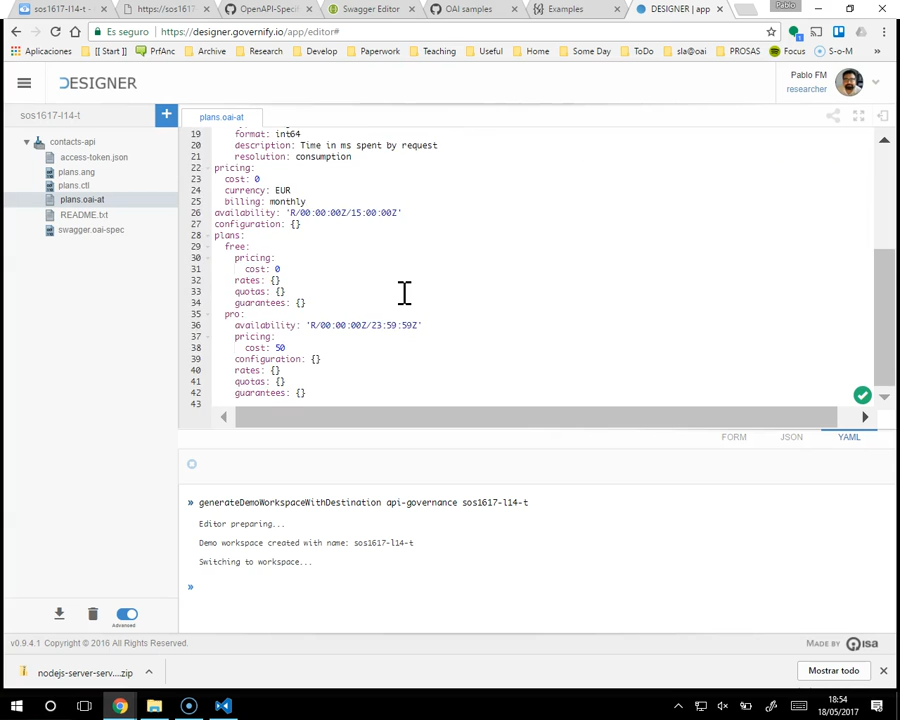 sos1617-l14-t -
https://sos1617
OpenAPI-Specif
Swagger Editor
OAI samples
Examples
DESIGNER | app
Pablo
Es seguro
https://designer.governify.io/app/editor#
Aplicaciones
[[ Start ]]
PrfAnc
Archive
Research
Develop
Paperwork
Teaching
Useful
Home
Some Day
ToDo
sla@oai
PROSAS
Focus
S-o-M
»
DESIGNER
Pablo FM
researcher
sos1617-l14-t
+
plans.oai-at
contacts-api
access-token.json
plans.ang
plans.ctl
plans.oai-at
README.txt
swagger.oai-spec
19 format: int64
20 description: Time in ms spent by request
21 resolution: consumption
22 pricing:
23 cost: 0
24 currency: EUR
25 billing: monthly
26 availability: 'R/00:00:00Z/15:00:00Z'
27 configuration: {}
28 plans:
29 free:
30 pricing:
31 cost: 0
32 rates: {}
33 quotas: {}
34 guarantees: {}
35 pro:
36 availability: 'R/00:00:00Z/23:59:59Z'
37 pricing:
38 cost: 50
39 configuration: {}
40 rates: {}
41 quotas: {}
42 guarantees: {}
43
FORM
JSON
YAML
» generateDemoWorkspaceWithDestination api-governance sos1617-l14-t
Editor preparing...
Demo workspace created with name: sos1617-l14-t
Switching to workspace...
»
Advanced
v0.9.4.1 Copyright © 2016 All Rights Reserved.
MADE BY isa
nodejs-server-serv....zip
Mostrar todo
18:54
18/05/2017